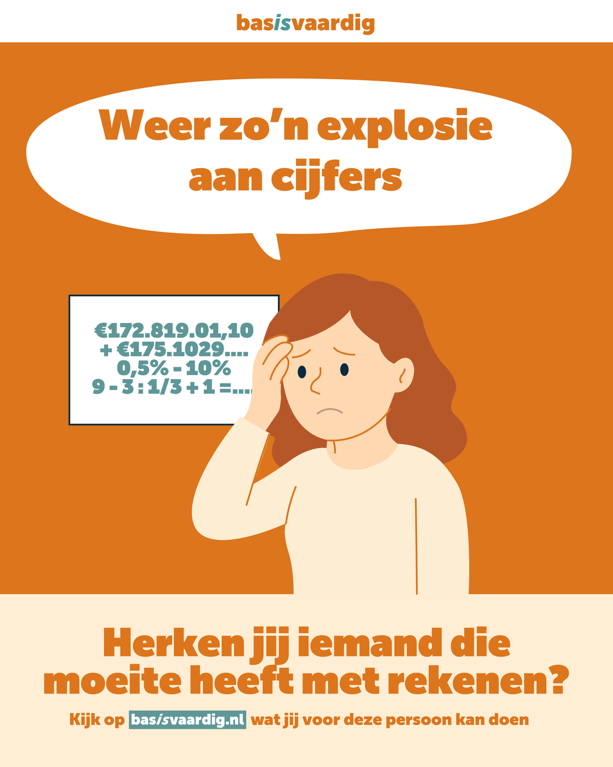 basisvaardig
Weer zo'n explosie
aan cijfers
€172.819.01,10
+ €175.1029....
0,5% - 10%
9 - 3 : 1/3 + 1 =....
Herken jij iemand die
moeite heeft met rekenen?
Kijk op basisvaardig.nl wat jij voor deze persoon kan doen